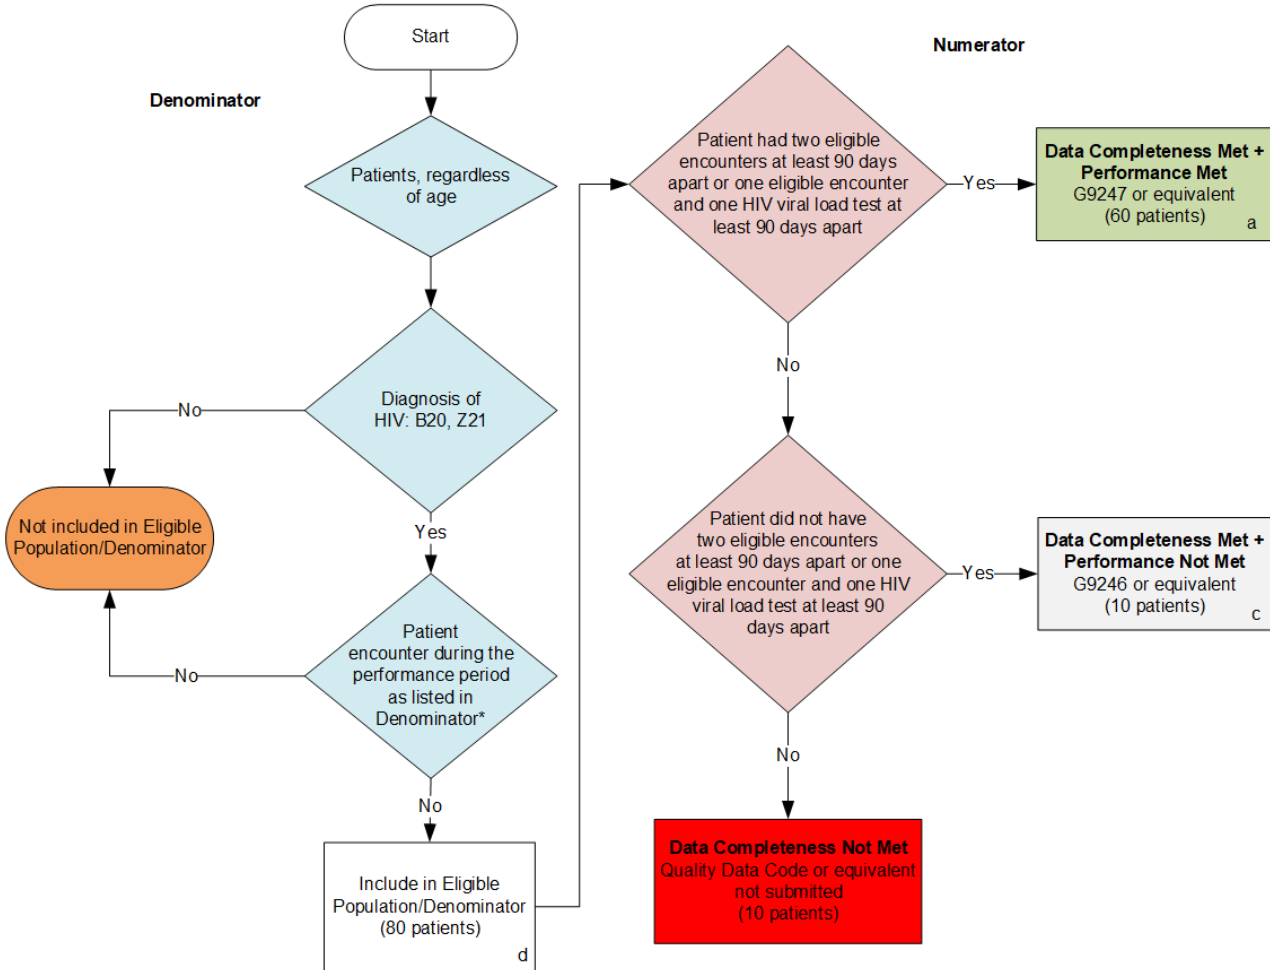 Start
Denominator
Patients, regardless
of age
Diagnosis of
HIV: B20, Z21
No
Not included in Eligible
Population/Denominator
Yes
Patient
encounter during the
performance period
as listed in
Denominator*
No
No
Include in Eligible
Population/Denominator
(80 patients)
d
Numerator
Patient had two eligible
encounters at least 90 days
apart or one eligible encounter
and one HIV viral load test at
least 90 days apart
Yes
Data Completeness Met +
Performance Met
G9247 or equivalent
(60 patients)
a
No
Patient did not have
two eligible encounters
at least 90 days apart or one
eligible encounter and one HIV
viral load test at least 90
days apart
Yes
Data Completeness Met +
Performance Not Met
G9246 or equivalent
(10 patients)
c
No
Data Completeness Not Met
Quality Data Code or equivalent
not submitted
(10 patients)